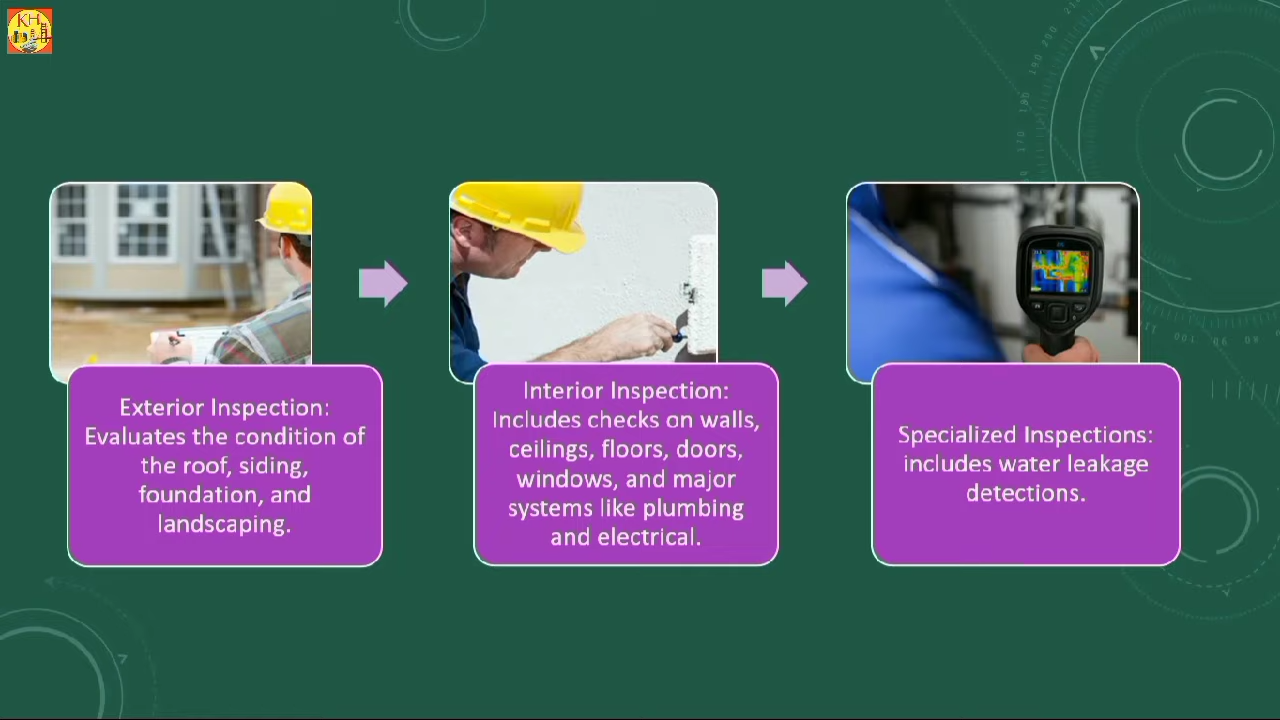 KH
Exterior Inspection:
Evaluates the condition of
the roof, siding,
foundation, and
landscaping.
Interior Inspection:
Includes checks on walls,
ceilings, floors, doors,
windows, and major
systems like plumbing
and electrical.
Specialized Inspections:
includes water leakage
detections.